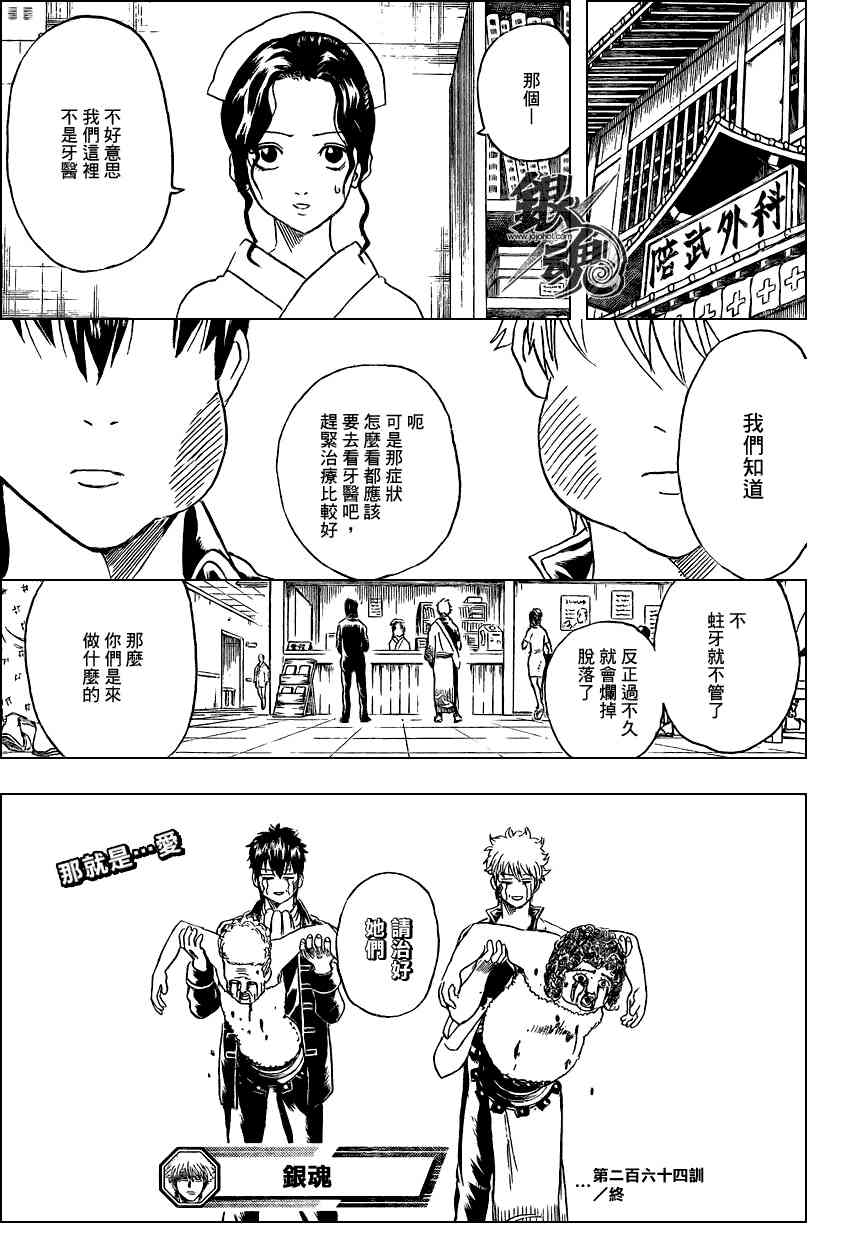 陪武外科
那個―
不好意思
我們這裡
不是牙醫
銀魂
www.jojohot.com
我們知道
呃
可是那症狀
怎麼看都應該
要去看牙醫吧，
趕緊治療比較好
不
蛀牙就不管了
反正過不久
就會爛掉
脫落了
那麼
你們是來
做什麼的
請治好
她們
那就是…愛
銀魂
…第二百六十四訓
／終